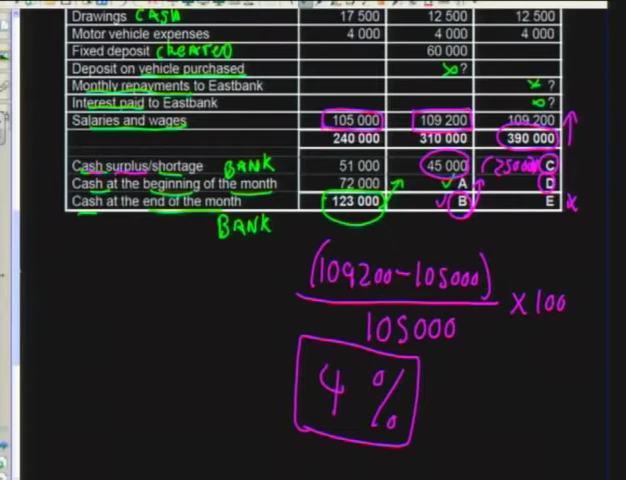 Drawings CASH 17 500 12 500 12 500
Motor vehicle expenses 4 000 4 000 4 000
Fixed deposit (heated) 60 000
Deposit on vehicle purchased ?
Monthly repayments to Eastbank ?
Interest paid to Eastbank ?
Salaries and wages 105 000 109 200 109 200
240 000 310 000 390 000
Cash surplus/shortage BANK 51 000 45 000 (25000) C
Cash at the beginning of the month 72 000 A D
Cash at the end of the month 123 000 B E
BANK
(109200-105000)
105000
× 100
4 %